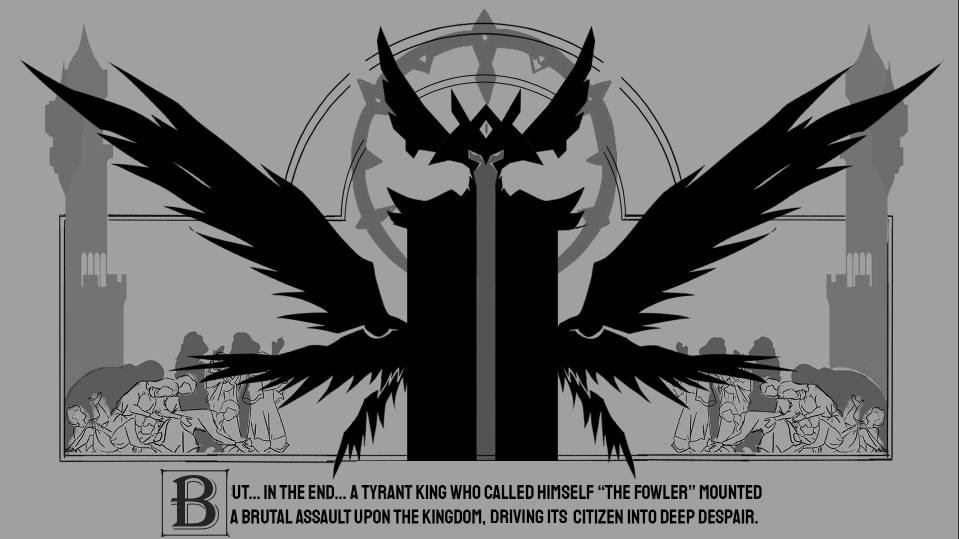 BUT... IN THE END... A TYRANT KING WHO CALLED HIMSELF “THE FOWLER” MOUNTED
A BRUTAL ASSAULT UPON THE KINGDOM, DRIVING ITS CITIZEN INTO DEEP DESPAIR.